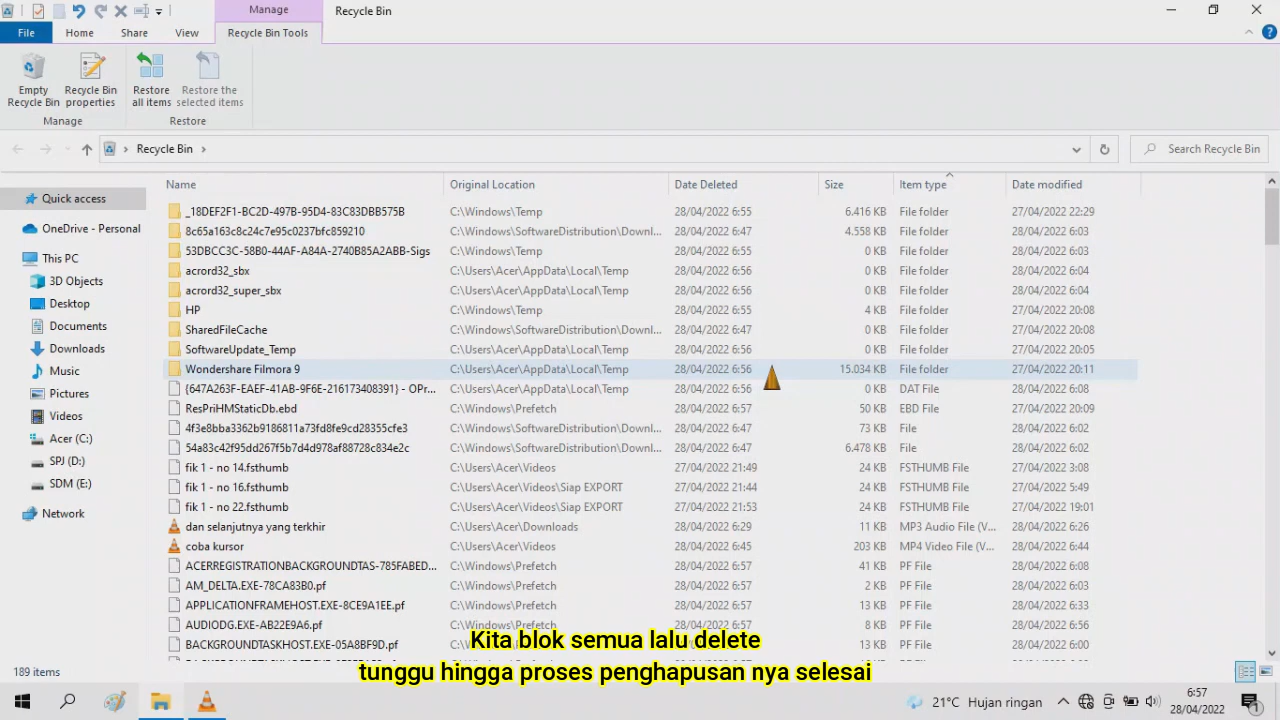 Manage
Recycle Bin
File
Home
Share
View
Recycle Bin Tools
Empty
Recycle Bin
Recycle Bin
properties
Restore
all items
Restore the
selected items
Manage
Restore
Recycle Bin
Search Recycle Bin
Quick access
OneDrive - Personal
This PC
3D Objects
Desktop
Documents
Downloads
Music
Pictures
Videos
Acer (C:)
SPJ (D:)
SDM (E:)
Network
Name Original Location Date Deleted Size Item type Date modified
_18DEF2F1-BC2D-497B-95D4-83C83DBB575B C:\Windows\Temp 28/04/2022 6:55 6.416 KB File folder 27/04/2022 22:29
8c65a163c8c24c7e95c0237bfc859210 C:\Windows\SoftwareDistribution\Downl... 28/04/2022 6:47 4.558 KB File folder 28/04/2022 6:03
53DBCC3C-58B0-44AF-A84A-2740B85A2ABB-Sigs C:\Windows\Temp 28/04/2022 6:55 0 KB File folder 28/04/2022 6:03
acrord32_sbx C:\Users\Acer\AppData\Local\Temp 28/04/2022 6:56 0 KB File folder 28/04/2022 6:04
acrord32_super_sbx C:\Users\Acer\AppData\Local\Temp 28/04/2022 6:56 0 KB File folder 28/04/2022 6:04
HP C:\Windows\Temp 28/04/2022 6:55 4 KB File folder 27/04/2022 20:08
SharedFileCache C:\Windows\SoftwareDistribution\Downl... 28/04/2022 6:47 0 KB File folder 27/04/2022 20:08
SoftwareUpdate_Temp C:\Users\Acer\AppData\Local\Temp 28/04/2022 6:56 0 KB File folder 27/04/2022 20:05
Wondershare Filmora 9 C:\Users\Acer\AppData\Local\Temp 28/04/2022 6:56 15.034 KB File folder 27/04/2022 20:11
{647A263F-EAEF-41AB-9F6E-216173408391} - OPr... C:\Users\Acer\AppData\Local\Temp 28/04/2022 6:56 0 KB DAT File 28/04/2022 6:08
ResPriHMStaticDb.ebd C:\Windows\Prefetch 28/04/2022 6:57 50 KB EBD File 27/04/2022 20:09
4f3e8bba3362b9186811a73fd8fe9cd28355cfe3 C:\Windows\SoftwareDistribution\Downl... 28/04/2022 6:47 73 KB File 28/04/2022 6:02
54a83c42f95dd267f5b7d4d978af88728c834e2c C:\Windows\SoftwareDistribution\Downl... 28/04/2022 6:47 6.478 KB File 28/04/2022 6:02
fik 1 - no 14.fsthumb C:\Users\Acer\Videos 27/04/2022 21:49 24 KB FSTHUMB File 27/04/2022 3:08
fik 1 - no 16.fsthumb C:\Users\Acer\Videos\Siap EXPORT 27/04/2022 21:44 24 KB FSTHUMB File 27/04/2022 5:49
fik 1 - no 22.fsthumb C:\Users\Acer\Videos\Siap EXPORT 27/04/2022 21:53 24 KB FSTHUMB File 27/04/2022 19:01
dan selanjutnya yang terkhir C:\Users\Acer\Downloads 28/04/2022 6:29 11 KB MP3 Audio File (V... 28/04/2022 6:26
coba kursor C:\Users\Acer\Videos 28/04/2022 6:45 203 KB MP4 Video File (V... 28/04/2022 6:44
ACERREGISTRATIONBACKGROUNDTAS-785FABED... C:\Windows\Prefetch 28/04/2022 6:57 41 KB PF File 28/04/2022 6:08
AM_DELTA.EXE-78CA83B0.pf C:\Windows\Prefetch 28/04/2022 6:57 2 KB PF File 28/04/2022 6:03
APPLICATIONFRAMEHOST.EXE-8CE9A1EE.pf C:\Windows\Prefetch 28/04/2022 6:57 13 KB PF File 28/04/2022 6:33
AUDIODG.EXE-AB22E9A6.pf C:\Windows\Prefetch 28/04/2022 6:57 8 KB PF File 28/04/2022 6:56
BACKGROUNDTASKHOST.EXE-05A8BF9D.pf C:\Windows\Prefetch 28/04/2022 6:57 13 KB PF File 28/04/2022 6:33
Kita blok semua lalu delete
tunggu hingga proses penghapusan nya selesai
189 items
21°C Hujan ringan
6:57
28/04/2022
1